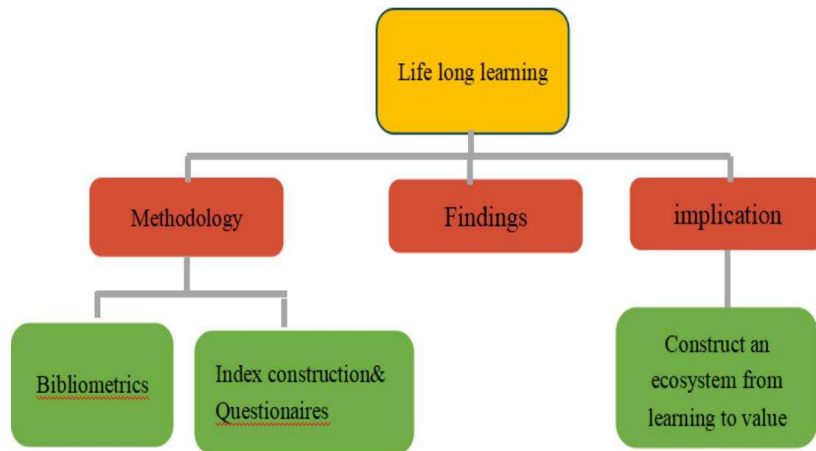 Life long learning
Methodology
Findings
implication
Bibliometrics
Index construction&
Questionaires
Construct an
ecosystem from
learning to value